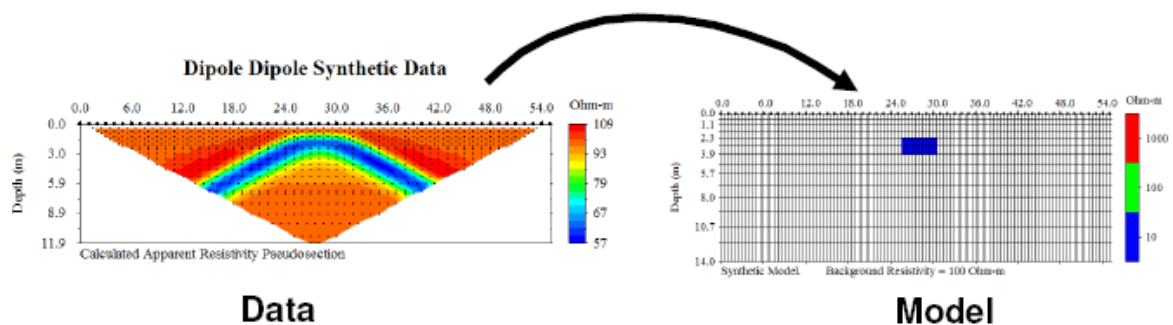 Dipole Dipole Synthetic Data
0.0 6.0 12.0 18.0 24.0 30.0 36.0 42.0 48.0 54.0 Ohm-m
0.0
3.0
5.9
8.9
11.9
Depth (m)
109
93
79
67
57
Calculated Apparent Resistivity Pseudosection
Data
0.0 6.0 12.0 18.0 24.0 30.0 36.0 42.0 48.0 54.0 Ohm-m
0.0
1.1
2.3
3.9
5.7
8.0
10.7
14.0
Depth (m)
1000
100
10
Synthetic Model Background Resistivity = 100 Ohm-m
Model